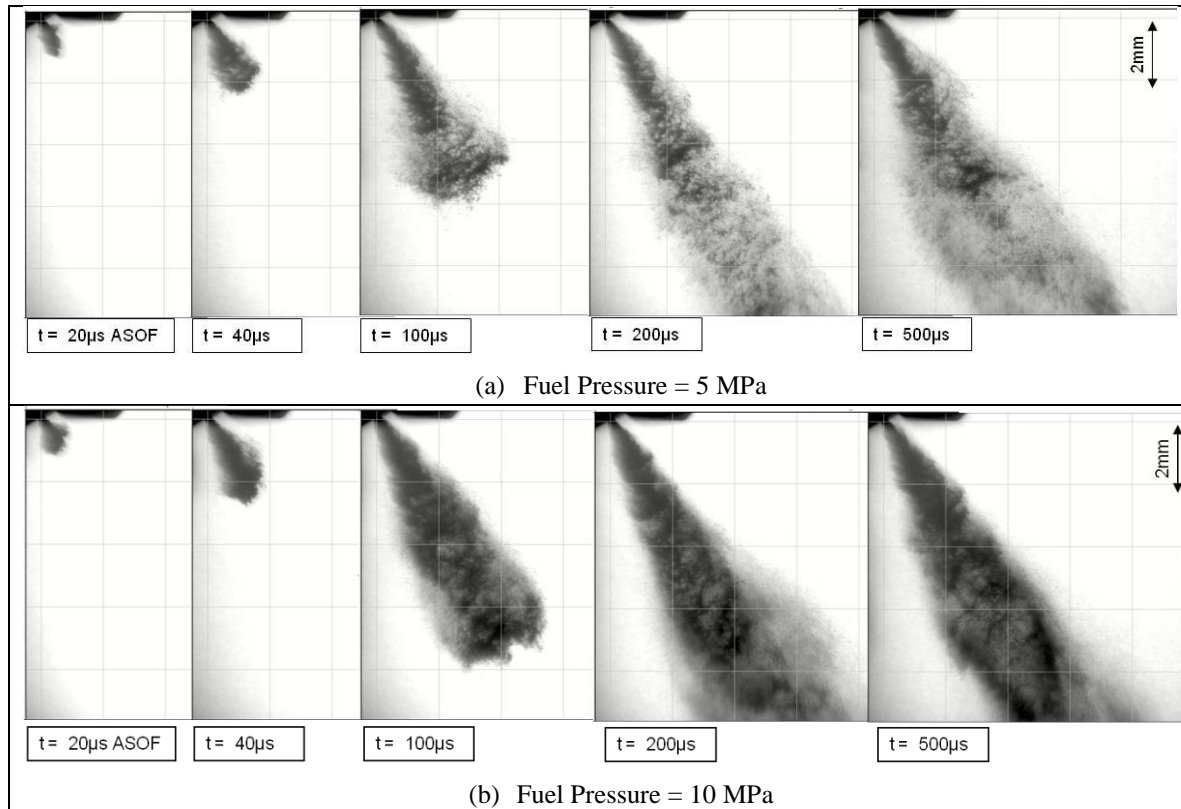 2mm
t = 20µs ASOF
t = 40µs
t = 100µs
t = 200µs
t = 500µs
(a) Fuel Pressure = 5 MPa
2mm
t = 20µs ASOF
t = 40µs
t = 100µs
t = 200µs
t = 500µs
(b) Fuel Pressure = 10 MPa